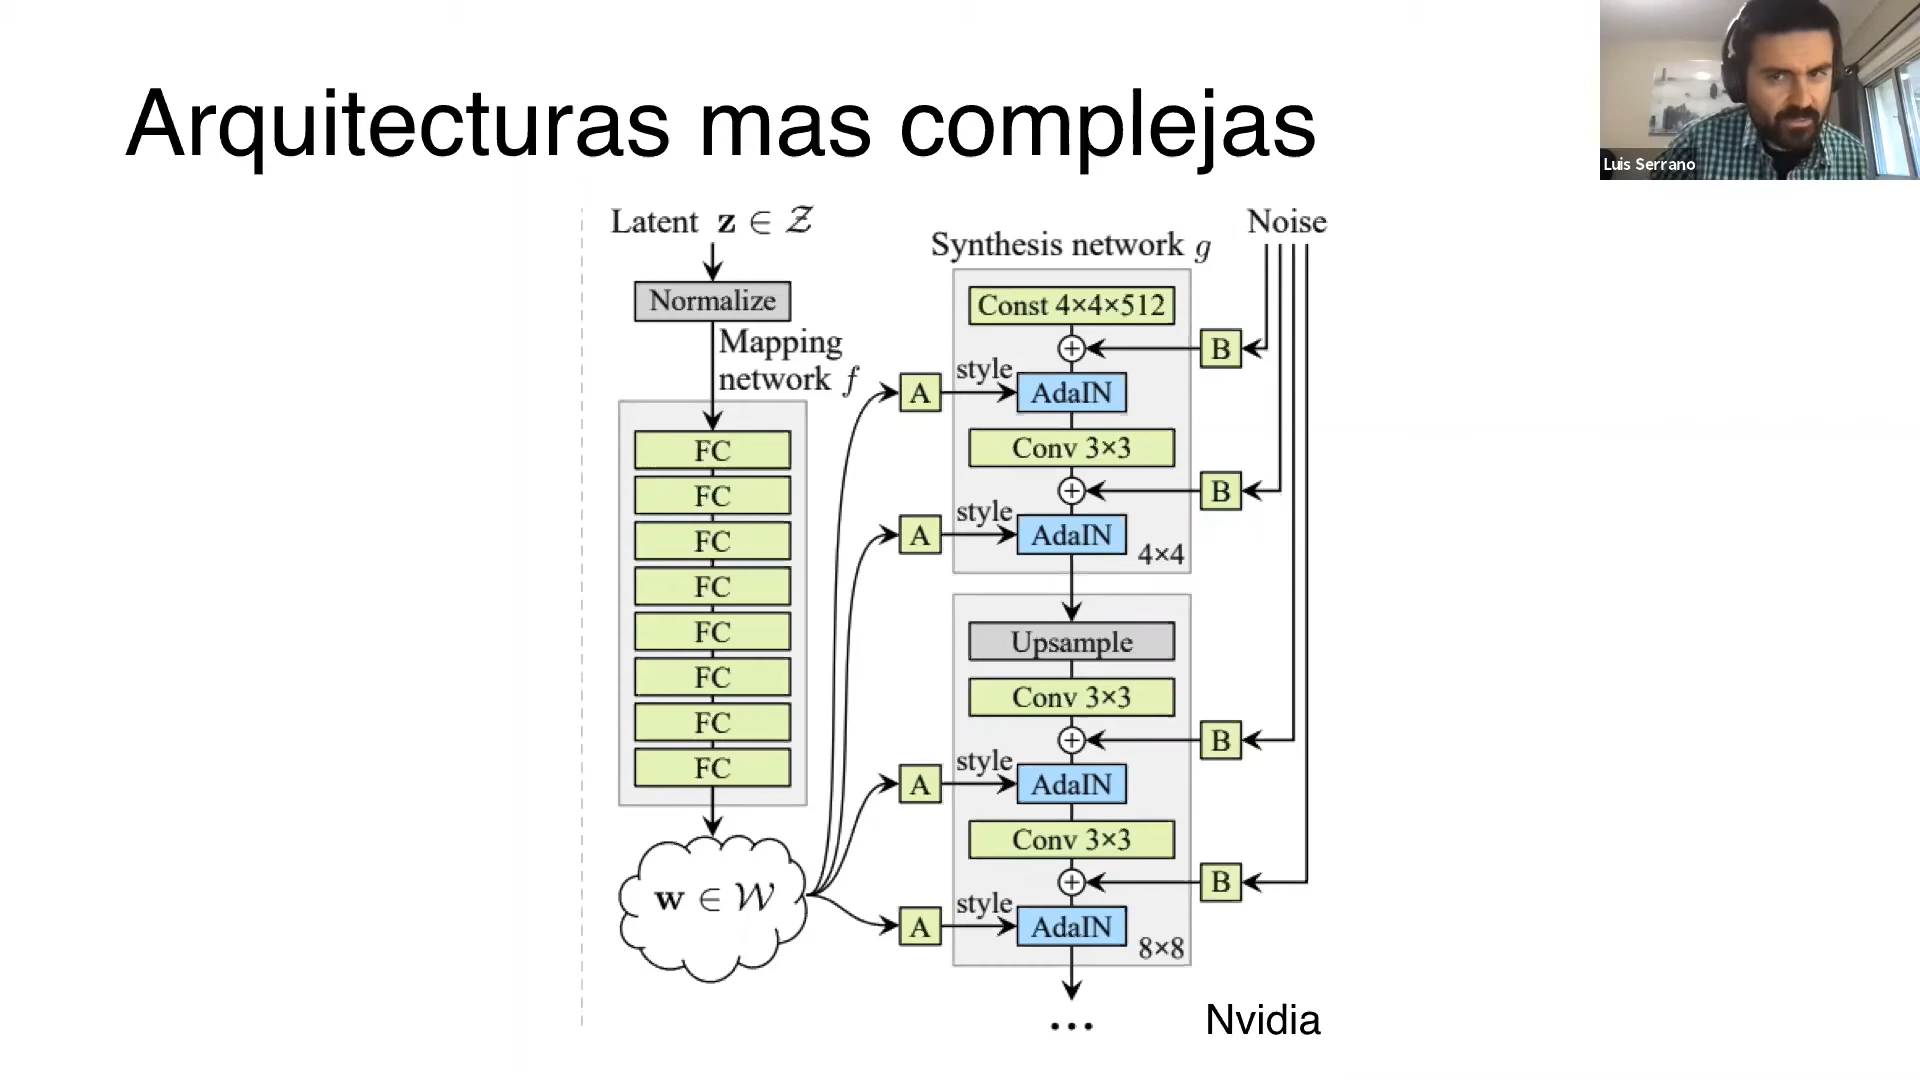 Arquitecturas mas complejas
Luis Serrano
Latent z ∈ Z
Normalize
Mapping
network f
FC
FC
FC
FC
FC
FC
FC
FC
w ∈ W
Synthesis network g
Noise
Const 4×4×512
B
A
style
AdaIN
Conv 3×3
B
A
style
AdaIN
4×4
Upsample
Conv 3×3
B
A
style
AdaIN
Conv 3×3
B
A
style
AdaIN
8×8
...
Nvidia